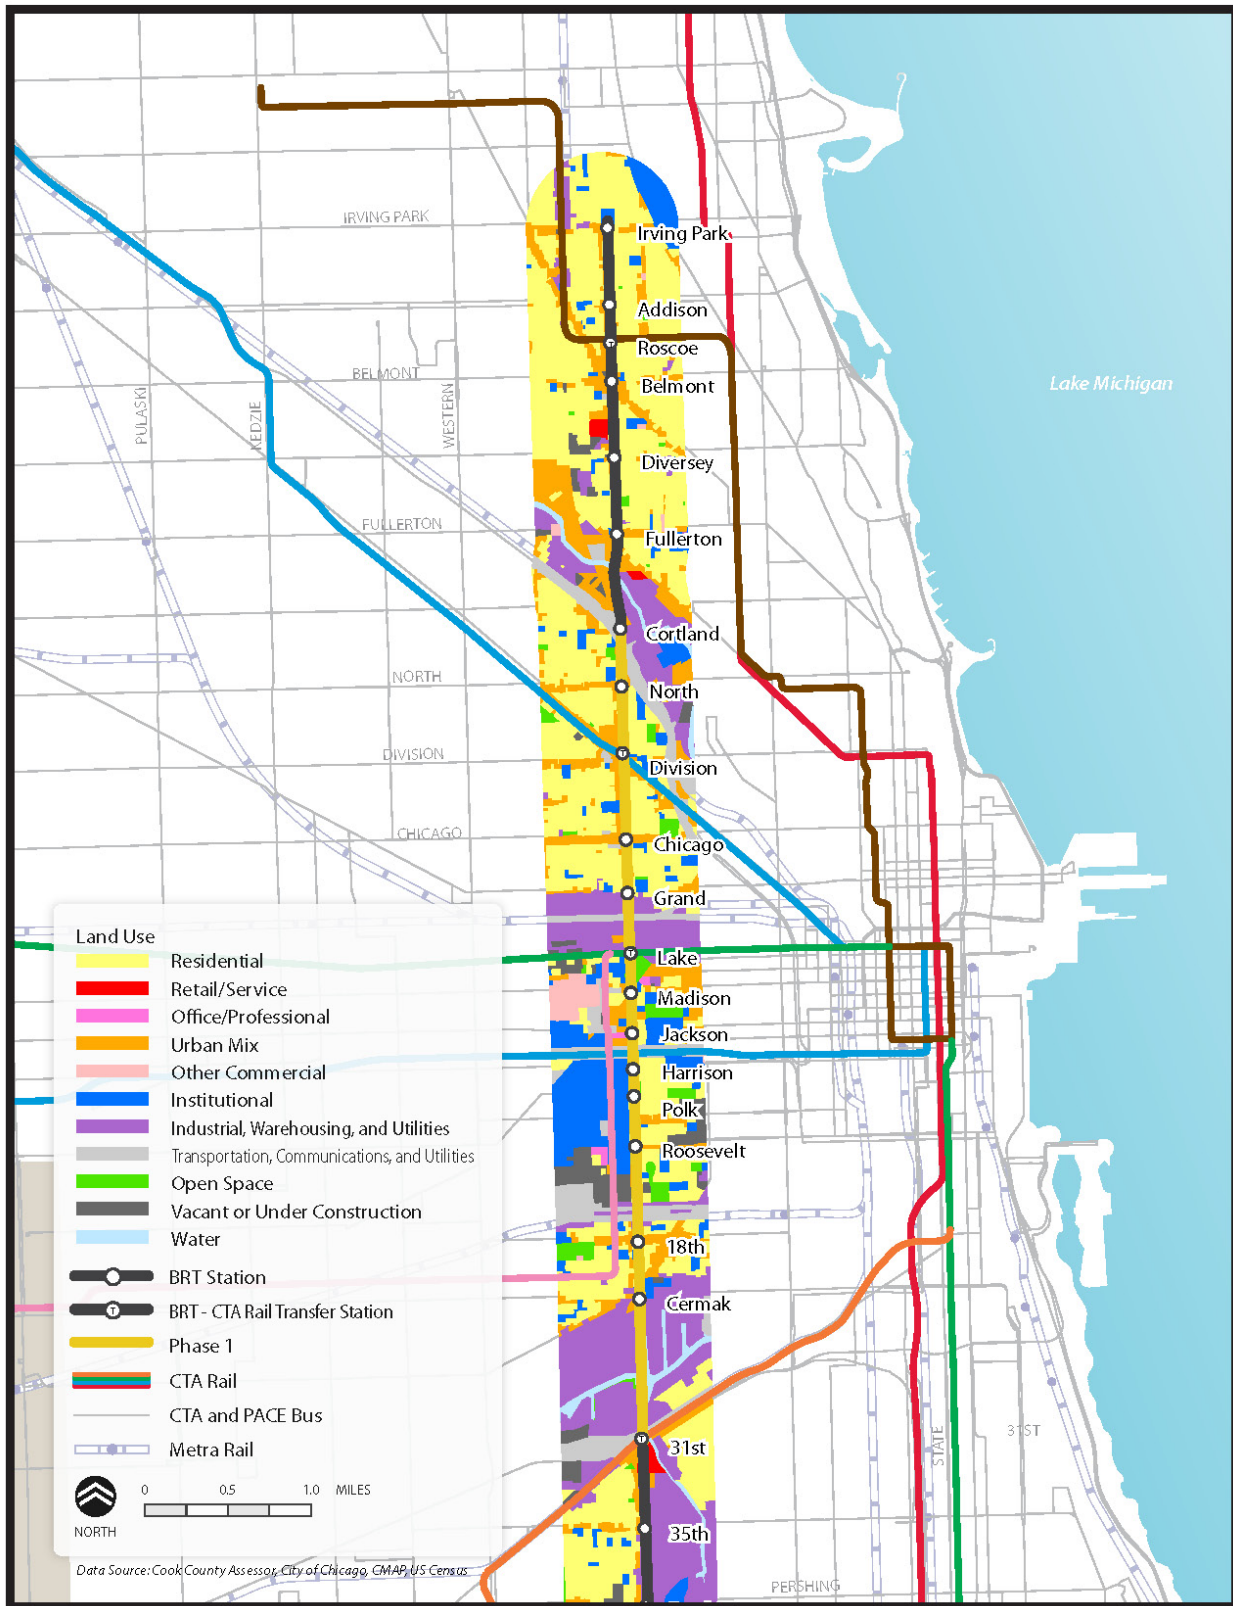 IRVING PARK
Irving Park
Addison
Roscoe
BELMONT
Belmont
Lake Michigan
PULASKI
KEDZIE
WESTERN
Diversey
FULLERTON
Fullerton
Cortland
NORTH
North
DIVISION
Division
CHICAGO
Chicago
Grand
Lake
Madison
Jackson
Harrison
Polk
Roosevelt
18th
Cermak
31st
31ST
STATE
35th
PERSHING
Land Use
Residential
Retail/Service
Office/Professional
Urban Mix
Other Commercial
Institutional
Industrial, Warehousing, and Utilities
Transportation, Communications, and Utilities
Open Space
Vacant or Under Construction
Water
BRT Station
T BRT - CTA Rail Transfer Station
Phase 1
CTA Rail
CTA and PACE Bus
Metra Rail
0 0.5 1.0 MILES
NORTH
Data Source: Cook County Assessor, City of Chicago, CMAP, US Census